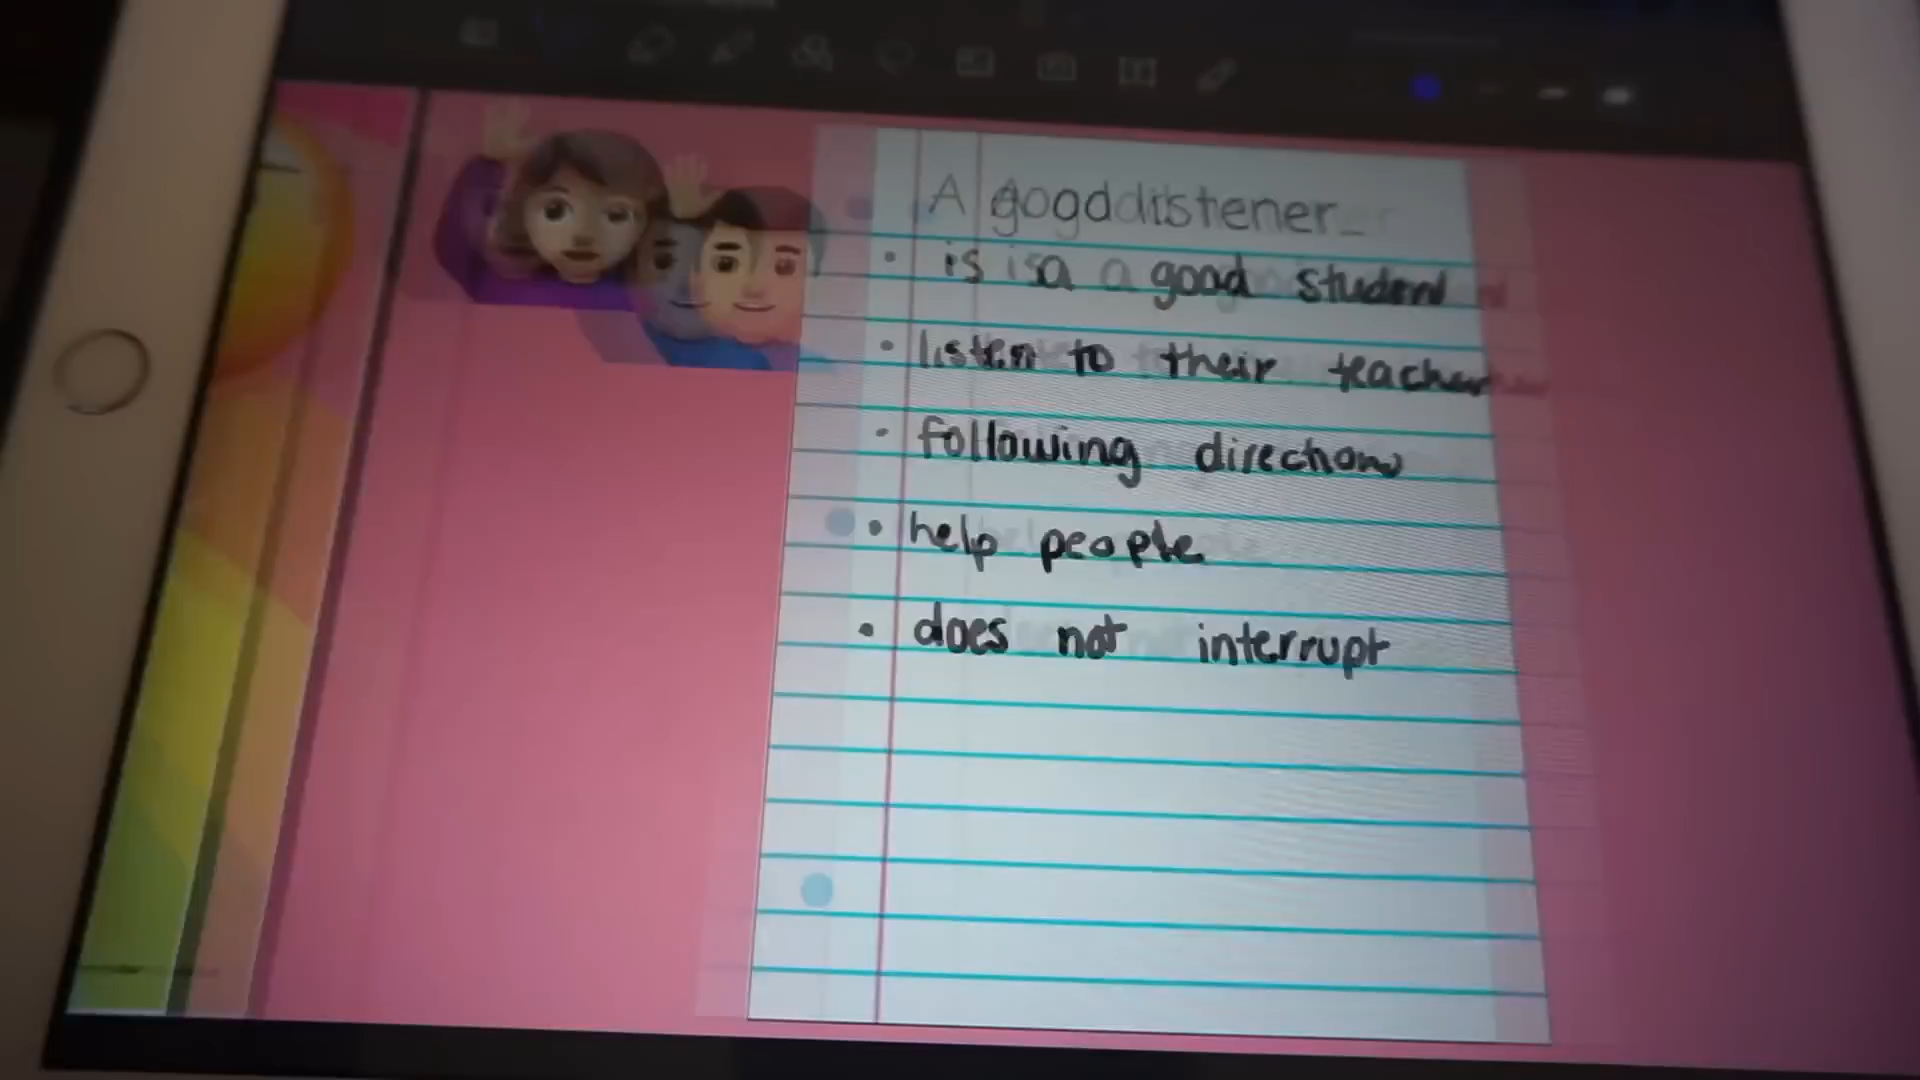 A good listener
• is a good student
• listen to their teacher
• following directions
• help people
• does not interrupt